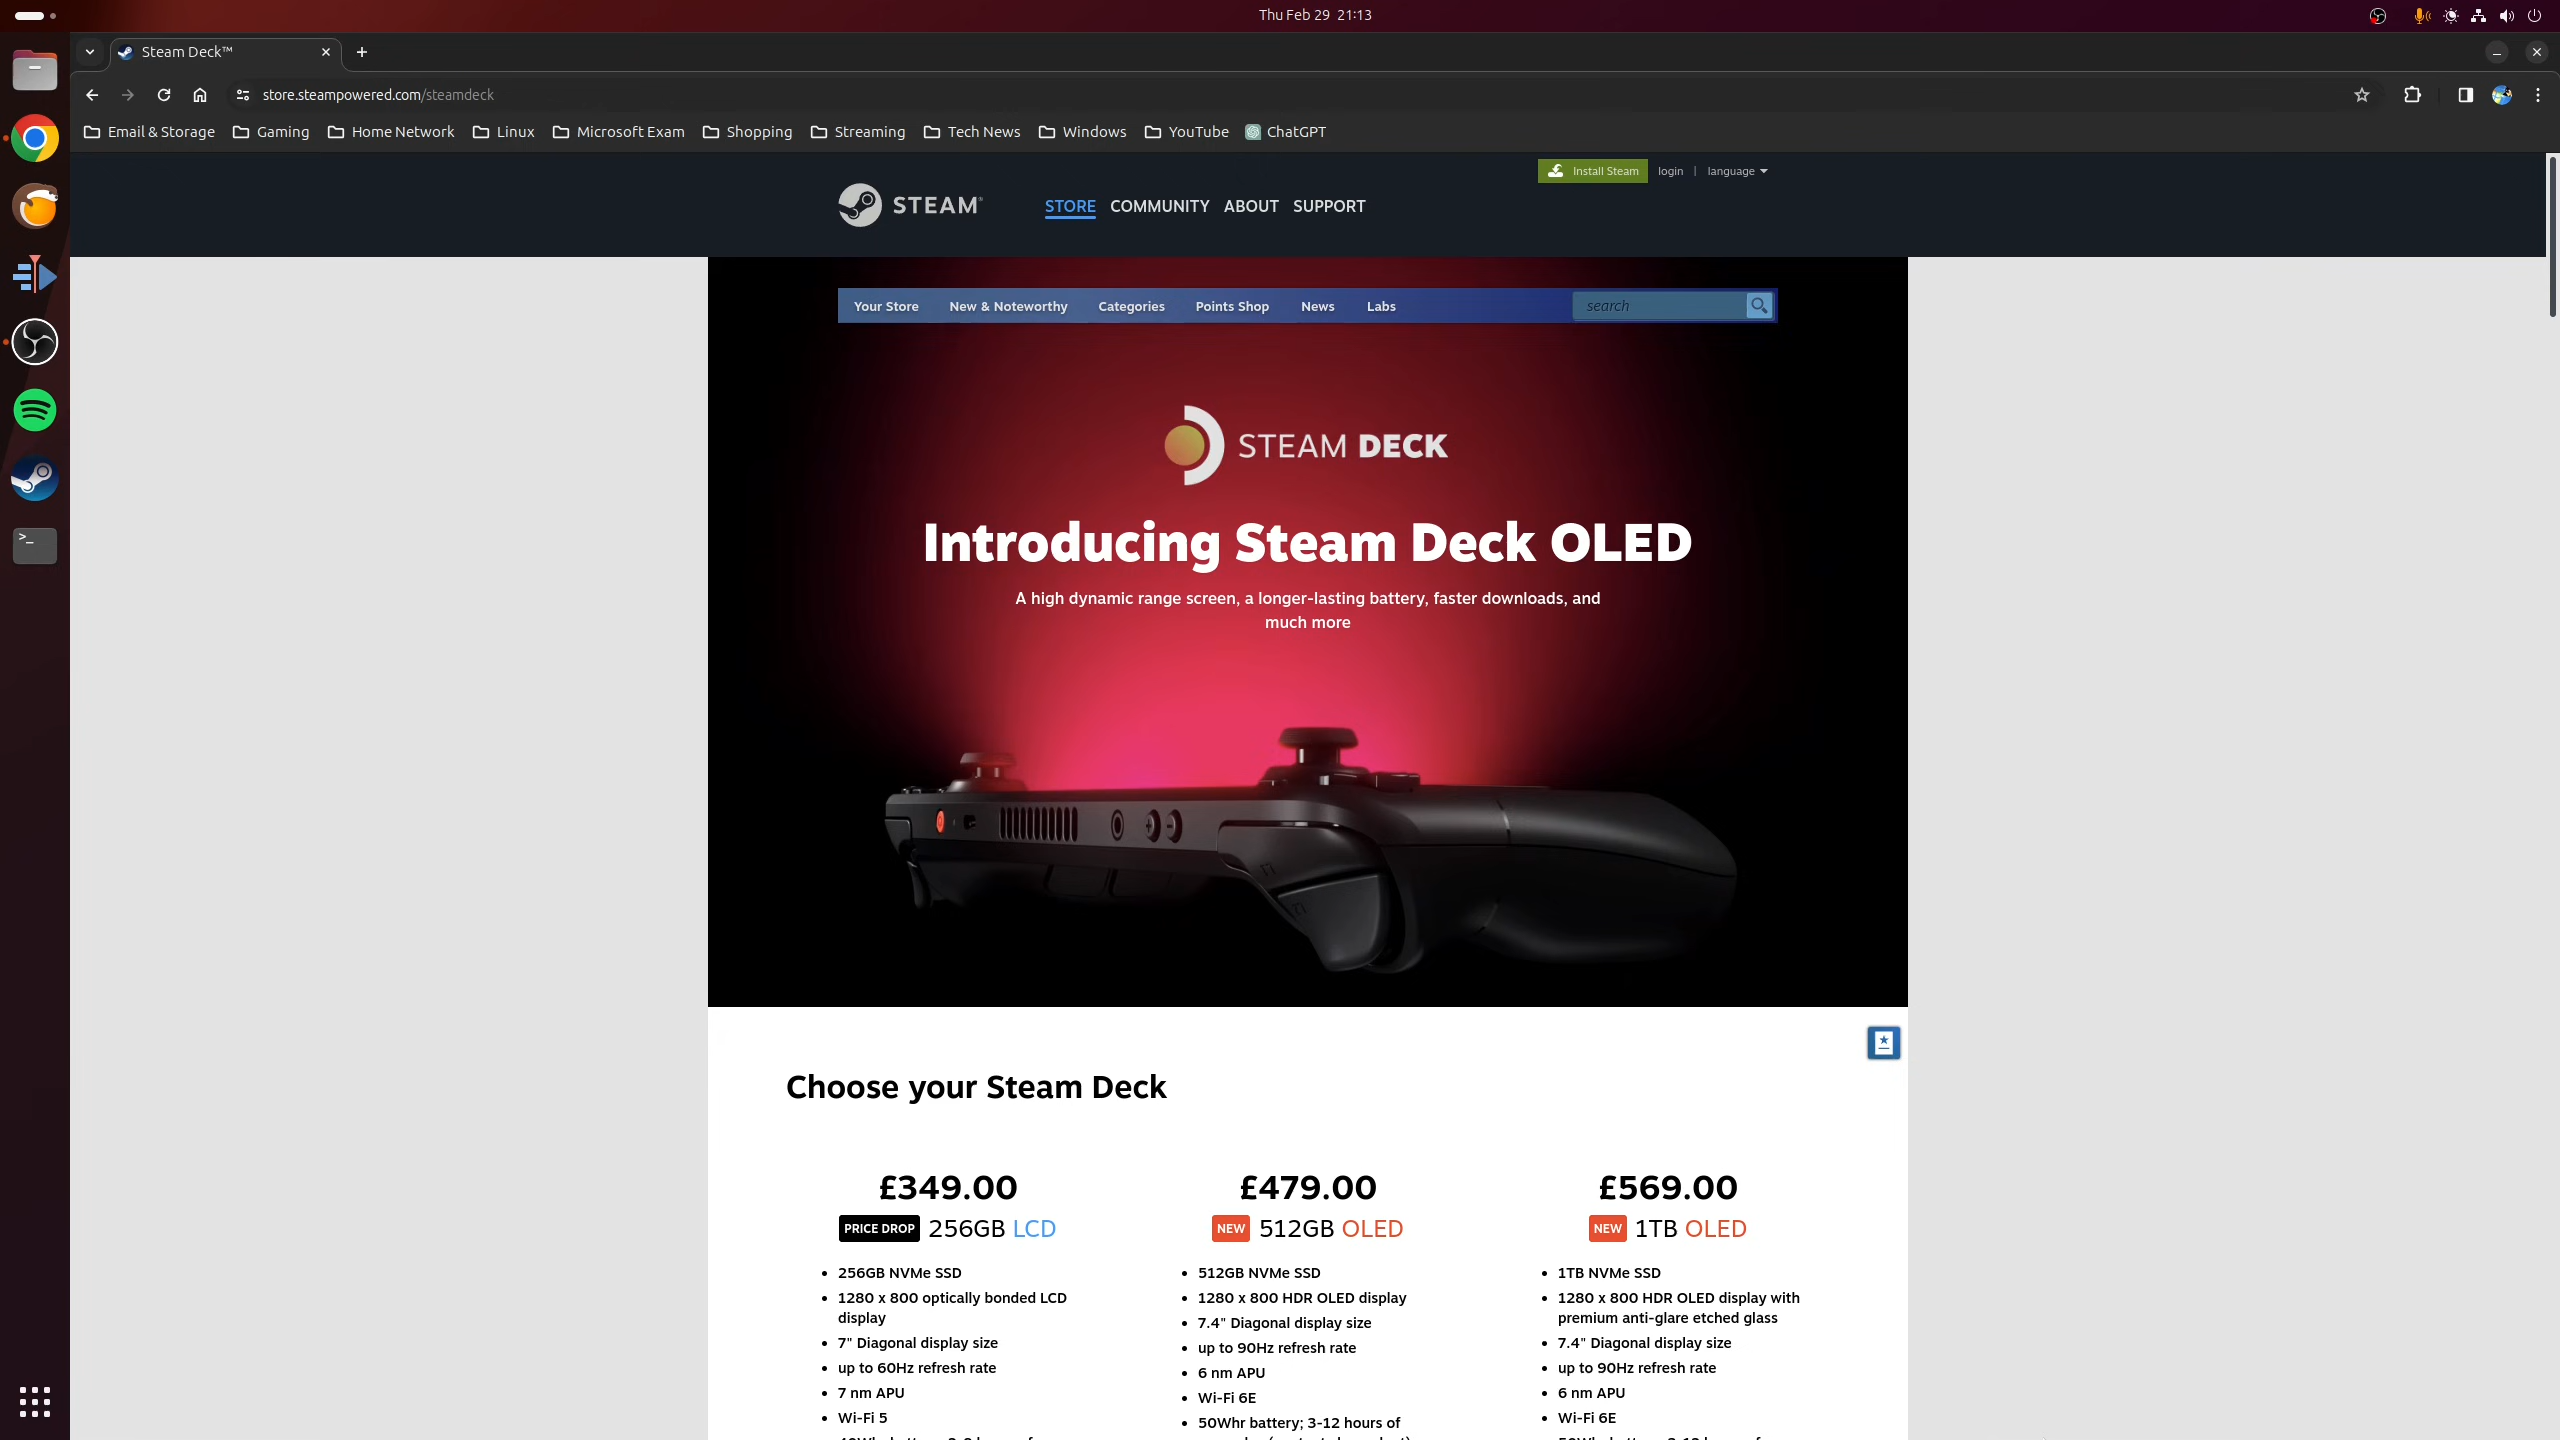 Thu Feb 29 21:13
Steam Deck™
store.steampowered.com/steamdeck
Email & Storage Gaming Home Network Linux Microsoft Exam Shopping Streaming Tech News Windows YouTube ChatGPT
Install Steam login | language
STEAM® STORE COMMUNITY ABOUT SUPPORT
Your Store New & Noteworthy Categories Points Shop News Labs search
STEAM DECK
Introducing Steam Deck OLED
A high dynamic range screen, a longer-lasting battery, faster downloads, and
much more
Choose your Steam Deck
£349.00
PRICE DROP 256GB LCD
• 256GB NVMe SSD
• 1280 x 800 optically bonded LCD
display
• 7" Diagonal display size
• up to 60Hz refresh rate
• 7 nm APU
• Wi-Fi 5
£479.00
NEW 512GB OLED
• 512GB NVMe SSD
• 1280 x 800 HDR OLED display
• 7.4" Diagonal display size
• up to 90Hz refresh rate
• 6 nm APU
• Wi-Fi 6E
• 50Whr battery; 3-12 hours of
£569.00
NEW 1TB OLED
• 1TB NVMe SSD
• 1280 x 800 HDR OLED display with
premium anti-glare etched glass
• 7.4" Diagonal display size
• up to 90Hz refresh rate
• 6 nm APU
• Wi-Fi 6E